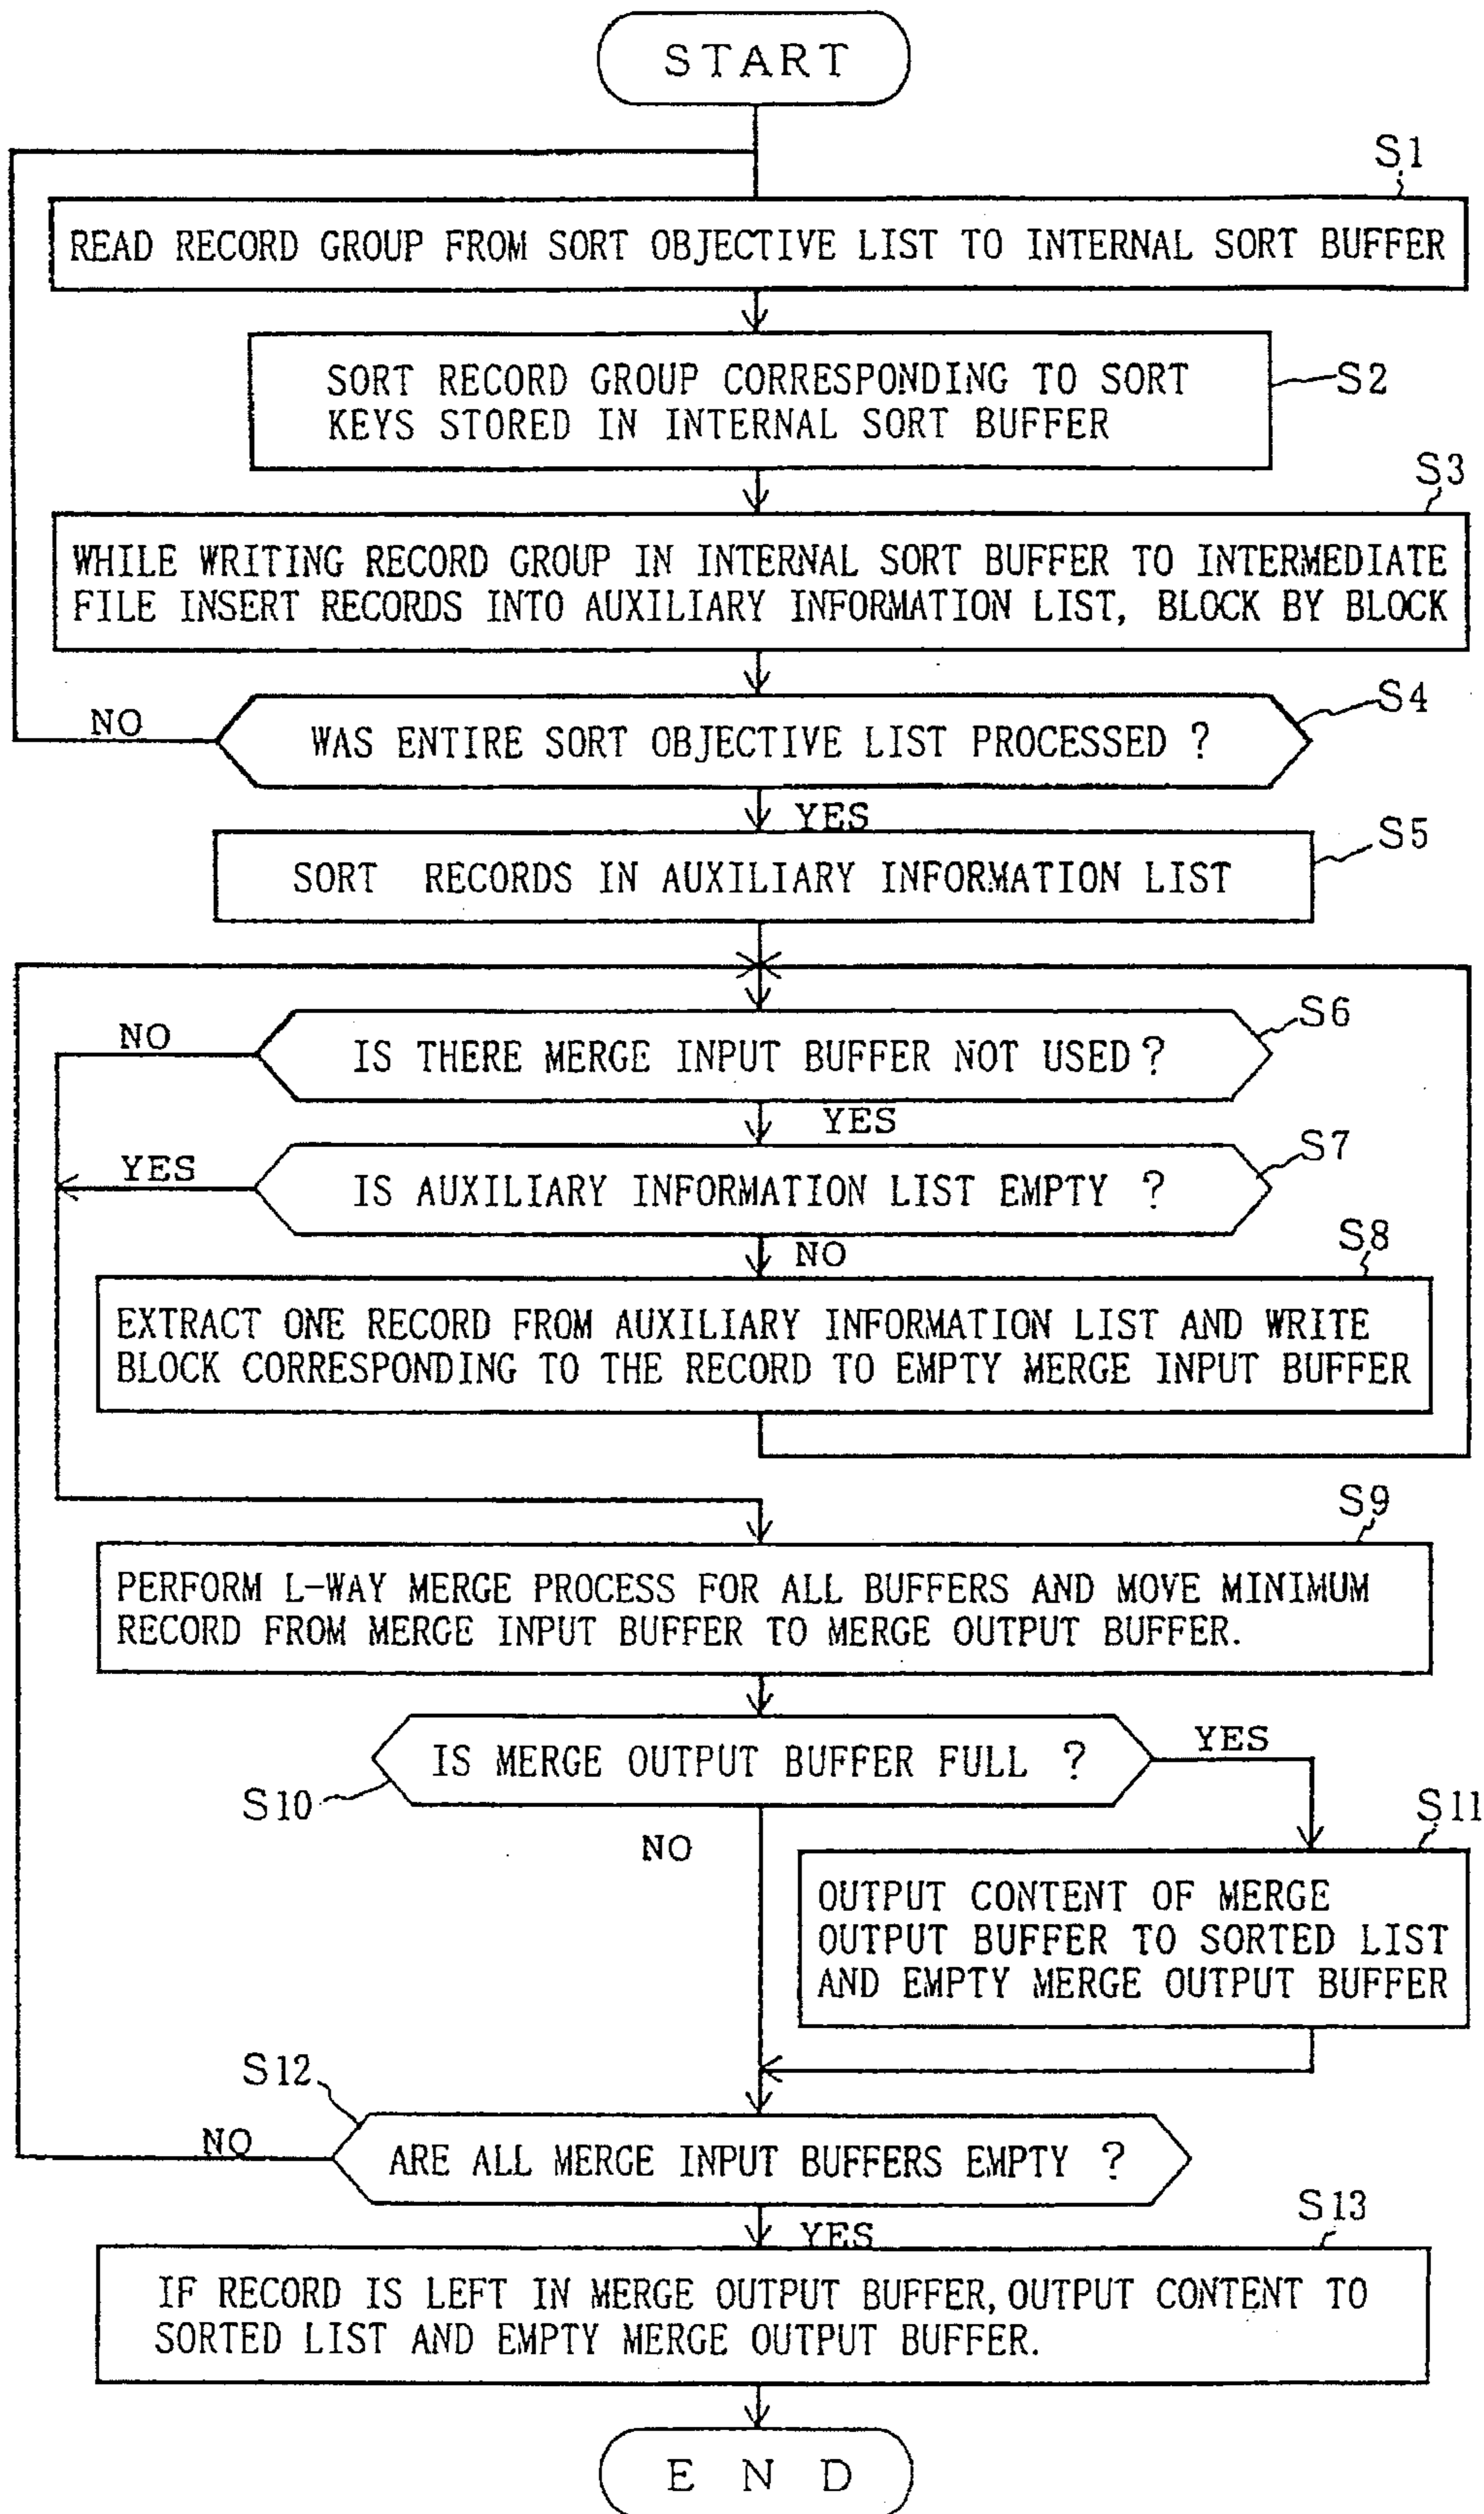 START
S1
READ RECORD GROUP FROM SORT OBJECTIVE LIST TO INTERNAL SORT BUFFER
SORT RECORD GROUP CORRESPONDING TO SORT
KEYS STORED IN INTERNAL SORT BUFFER
S2
S3
WHILE WRITING RECORD GROUP IN INTERNAL SORT BUFFER TO INTERMEDIATE
FILE INSERT RECORDS INTO AUXILIARY INFORMATION LIST, BLOCK BY BLOCK
S4
NO
WAS ENTIRE SORT OBJECTIVE LIST PROCESSED ?
YES
S5
SORT RECORDS IN AUXILIARY INFORMATION LIST
S6
NO
IS THERE MERGE INPUT BUFFER NOT USED ?
YES
S7
YES
IS AUXILIARY INFORMATION LIST EMPTY ?
NO
S8
EXTRACT ONE RECORD FROM AUXILIARY INFORMATION LIST AND WRITE
BLOCK CORRESPONDING TO THE RECORD TO EMPTY MERGE INPUT BUFFER
S9
PERFORM L-WAY MERGE PROCESS FOR ALL BUFFERS AND MOVE MINIMUM
RECORD FROM MERGE INPUT BUFFER TO MERGE OUTPUT BUFFER.
IS MERGE OUTPUT BUFFER FULL ?
YES
S10
NO
S11
OUTPUT CONTENT OF MERGE
OUTPUT BUFFER TO SORTED LIST
AND EMPTY MERGE OUTPUT BUFFER
S12
NO
ARE ALL MERGE INPUT BUFFERS EMPTY ?
YES
S13
IF RECORD IS LEFT IN MERGE OUTPUT BUFFER, OUTPUT CONTENT TO
SORTED LIST AND EMPTY MERGE OUTPUT BUFFER.
END